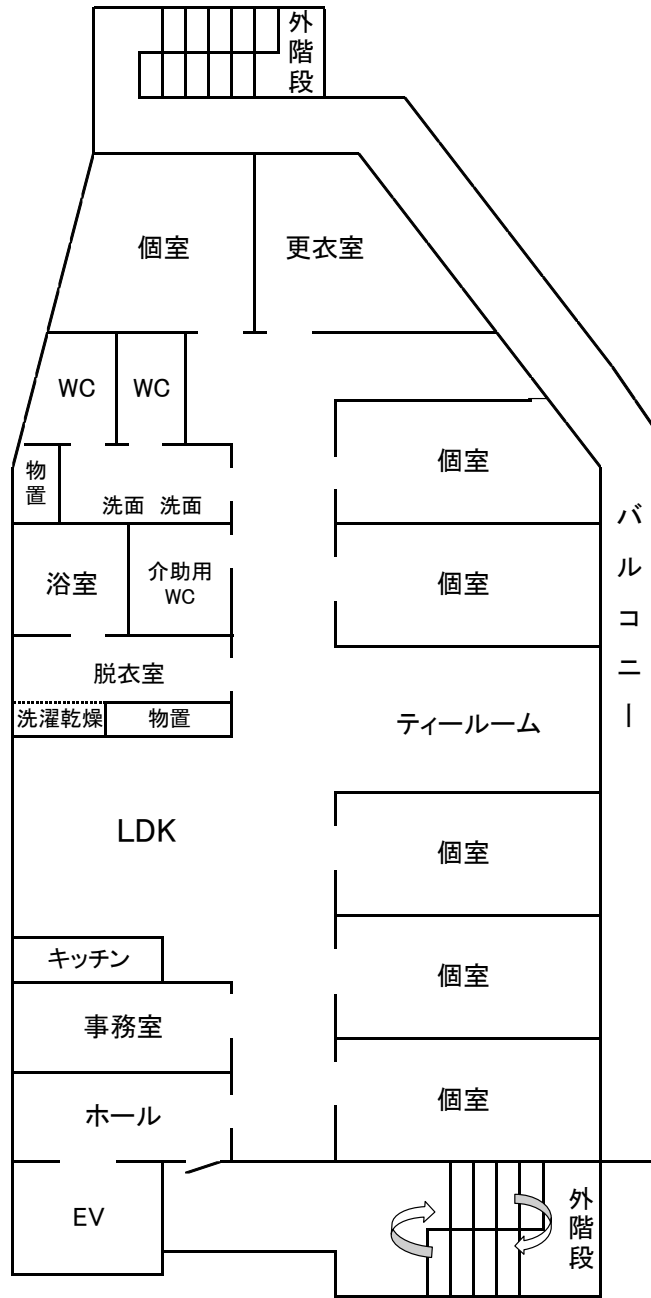 外階段
個室
更衣室
WC
WC
個室
物置
洗面 洗面
バルコニー
浴室
介助用
WC
個室
脱衣室
洗濯乾燥
物置
ティールーム
LDK
個室
キッチン
個室
事務室
個室
ホール
EV
外階段